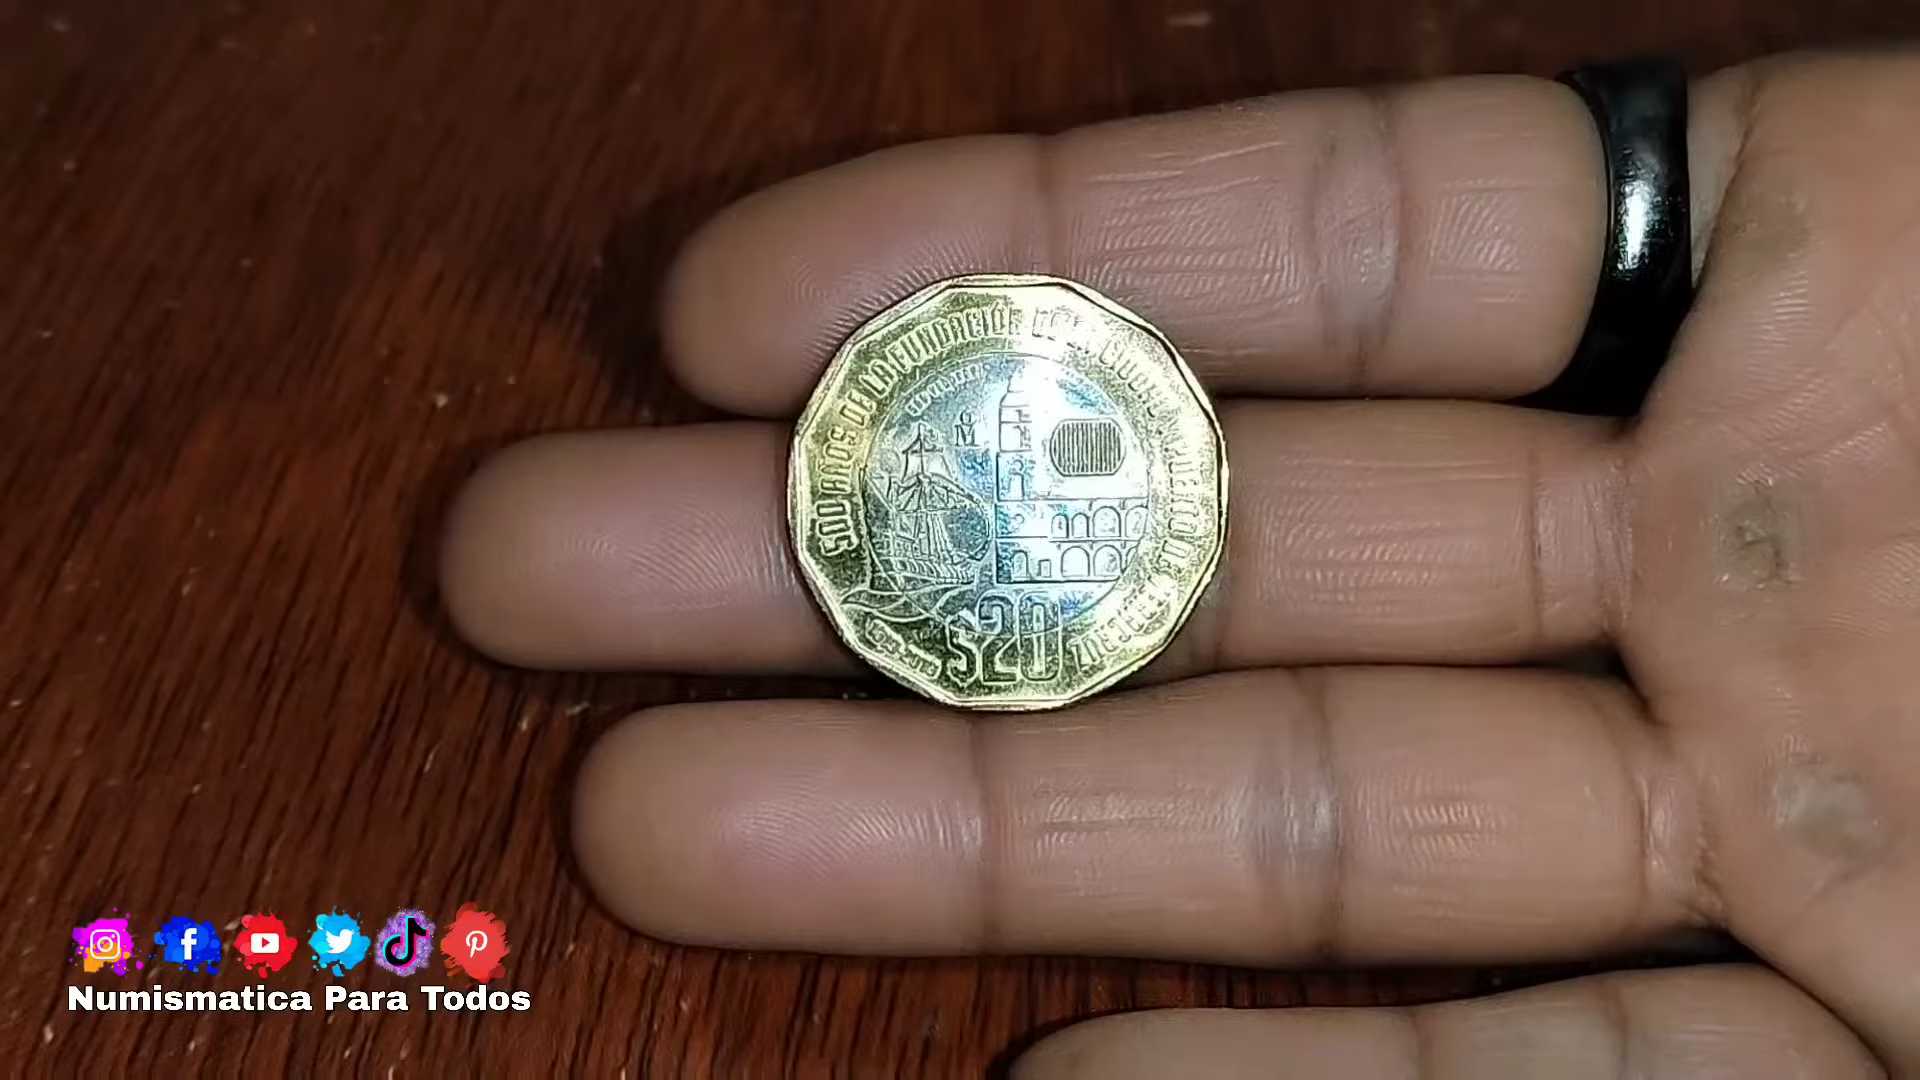 500 AÑOS DE LA FUNDACIÓN DE LA CIUDAD Y PUERTO DE VERACRUZ
M
$20
Numismatica Para Todos